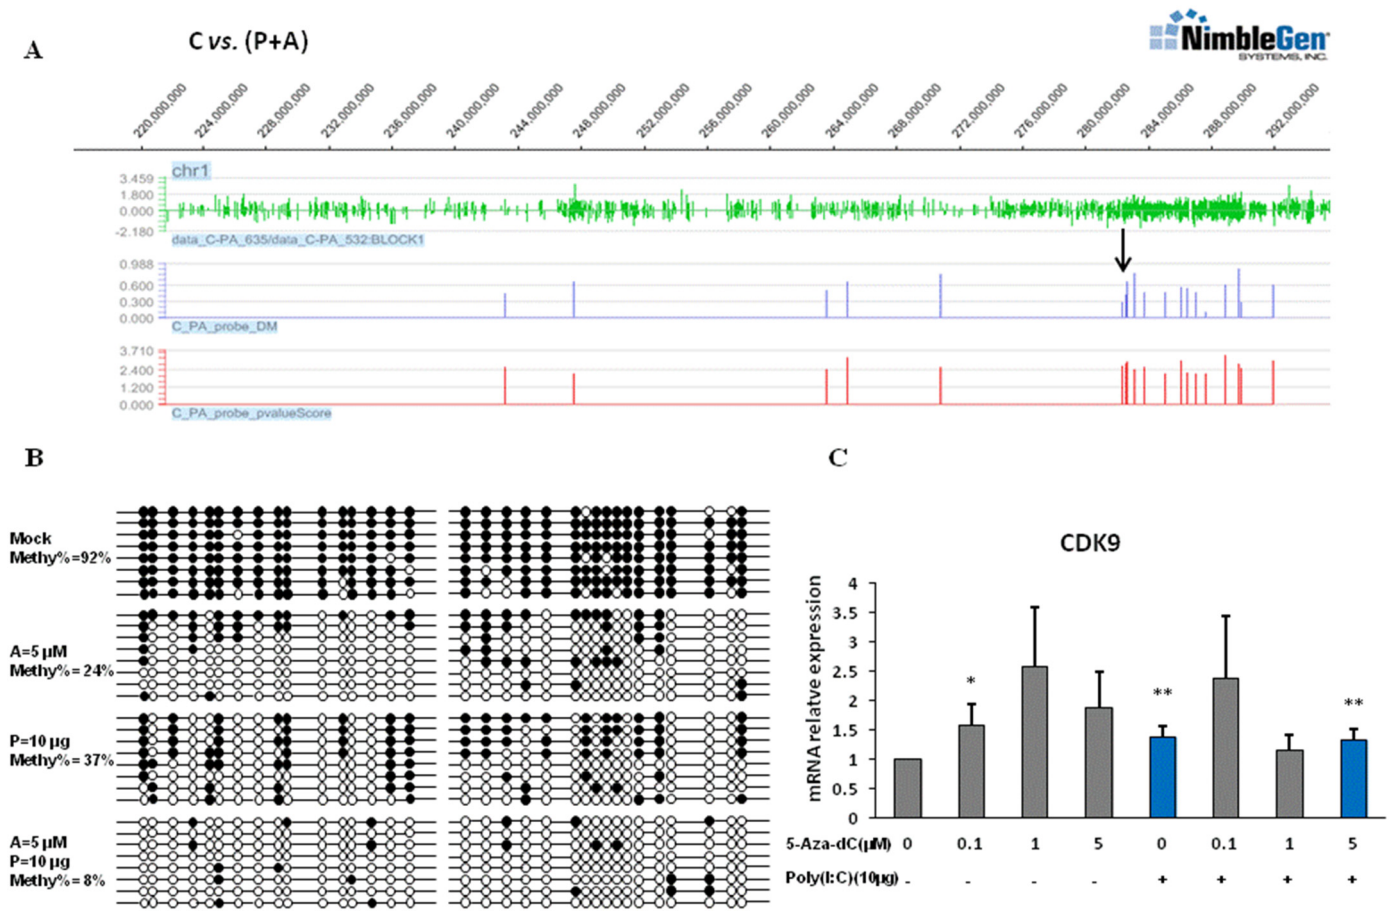 A
C vs. (P+A)
NimbleGen
SYSTEMS, INC.
220,000,000 224,000,000 228,000,000 232,000,000 236,000,000 240,000,000 244,000,000 248,000,000 252,000,000 256,000,000 260,000,000 264,000,000 268,000,000 272,000,000 276,000,000 280,000,000 284,000,000 288,000,000 292,000,000
chr1
3.459
1.800
0.000
-2.180
data_C-PA_635/data_C-PA_532:BLOCK1
0.988
0.600
0.300
0.000
C_PA_probe_DM
3.710
2.400
1.200
0.000
C_PA_probe_pvalueScore
B
Mock
Methy%=92%
A=5 µM
Methy%= 24%
P=10 µg
Methy%= 37%
A=5 µM
P=10 µg
Methy%= 8%
C
CDK9
mRNA relative expression
4
3.5
3
2.5
2
1.5
1
0.5
0
* ** **
5-Aza-dC(µM) 0 0.1 1 5 0 0.1 1 5
Poly(I:C)(10µg) - - - - + + + +